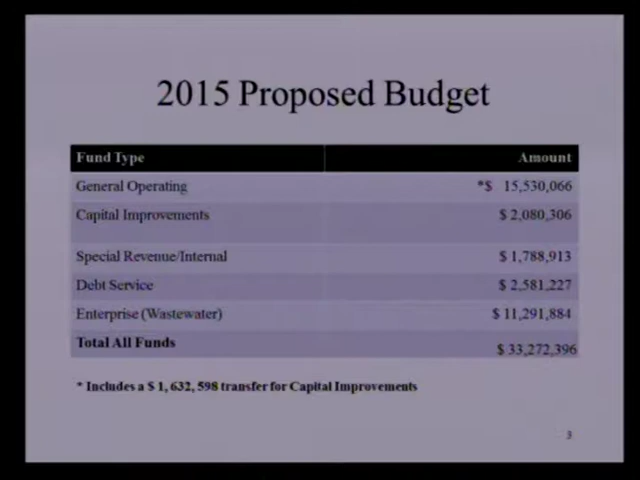 2015 Proposed Budget
Fund Type Amount
General Operating *$ 15,530,066
Capital Improvements $ 2,080,306
Special Revenue/Internal $ 1,788,913
Debt Service $ 2,581,227
Enterprise (Wastewater) $ 11,291,884
Total All Funds $ 33,272,396
* Includes a $ 1, 632, 598 transfer for Capital Improvements
3